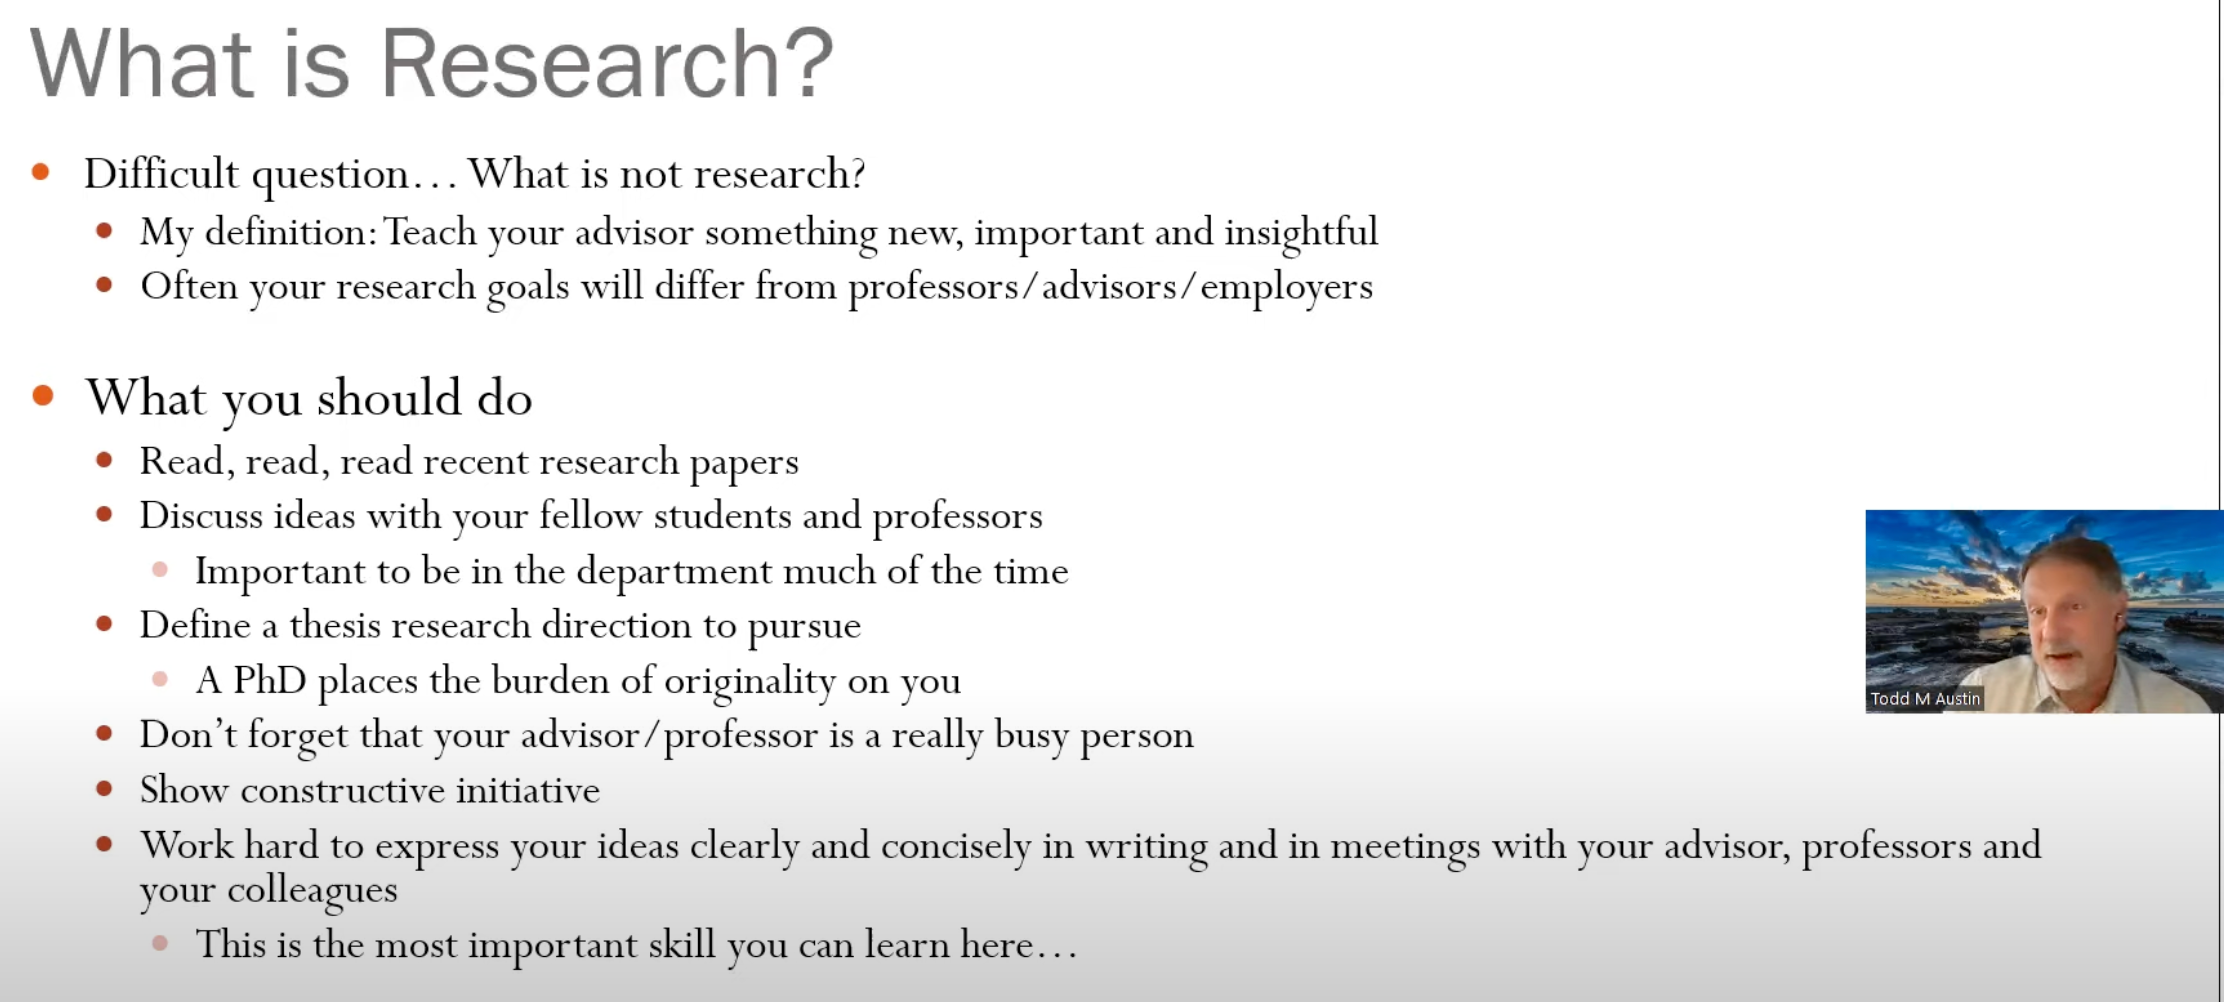 What is Research?
Difficult question… What is not research?
My definition: Teach your advisor something new, important and insightful
Often your research goals will differ from professors/advisors/employers
What you should do
Read, read, read recent research papers
Discuss ideas with your fellow students and professors
Important to be in the department much of the time
Define a thesis research direction to pursue
A PhD places the burden of originality on you
Don’t forget that your advisor/professor is a really busy person
Show constructive initiative
Work hard to express your ideas clearly and concisely in writing and in meetings with your advisor, professors and
your colleagues
This is the most important skill you can learn here…
Todd M Austin